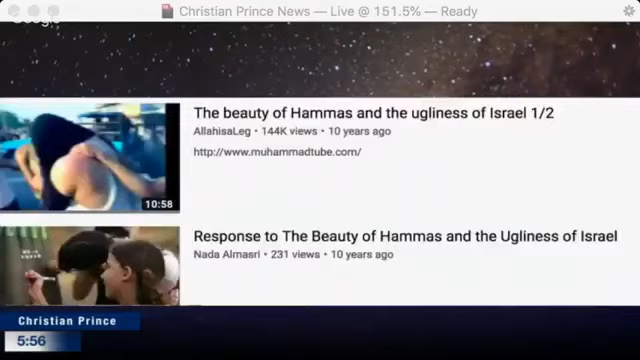 Christian Prince News — Live @ 151.5% — Ready
Google
The beauty of Hammas and the ugliness of Israel 1/2
AllahisaLeg • 144K views • 10 years ago
http://www.muhammadtube.com/
10:58
Response to The Beauty of Hammas and the Ugliness of Israel
Nada Almasri • 231 views • 10 years ago
Christian Prince
5:56